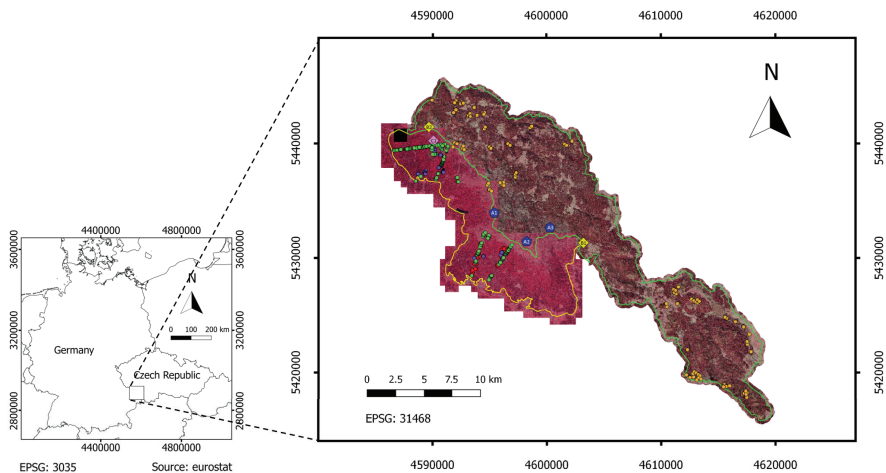 4590000 4600000 4610000 4620000
N
5440000 5440000
A1
A3
A2
5430000 5430000
5420000 5420000
0 2.5 5 7.5 10 km
EPSG: 31468
4590000 4600000 4610000 4620000
4400000 4800000
3600000 3600000
N
0 100 200 km
3200000 3200000
Germany
Czech Republic
2800000 2800000
4400000 4800000
EPSG: 3035 Source: eurostat